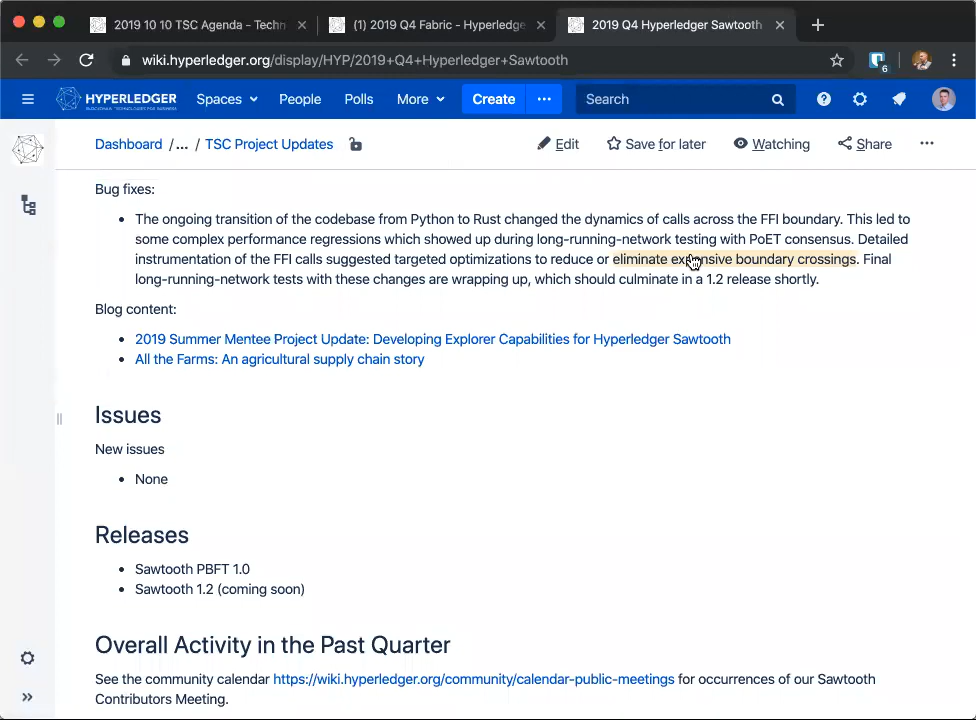 2019 10 10 TSC Agenda - Techn
(1) 2019 Q4 Fabric - Hyperledge
2019 Q4 Hyperledger Sawtooth
wiki.hyperledger.org/display/HYP/2019+Q4+Hyperledger+Sawtooth
6
HYPERLEDGER
Spaces
People
Polls
More
Create
Search
Dashboard /... / TSC Project Updates
Edit
Save for later
Watching
Share
Bug fixes:
• The ongoing transition of the codebase from Python to Rust changed the dynamics of calls across the FFI boundary. This led to
some complex performance regressions which showed up during long-running-network testing with PoET consensus. Detailed
instrumentation of the FFI calls suggested targeted optimizations to reduce or eliminate expensive boundary crossings. Final
long-running-network tests with these changes are wrapping up, which should culminate in a 1.2 release shortly.
Blog content:
• 2019 Summer Mentee Project Update: Developing Explorer Capabilities for Hyperledger Sawtooth
• All the Farms: An agricultural supply chain story
Issues
New issues
• None
Releases
• Sawtooth PBFT 1.0
• Sawtooth 1.2 (coming soon)
Overall Activity in the Past Quarter
See the community calendar https://wiki.hyperledger.org/community/calendar-public-meetings for occurrences of our Sawtooth
Contributors Meeting.